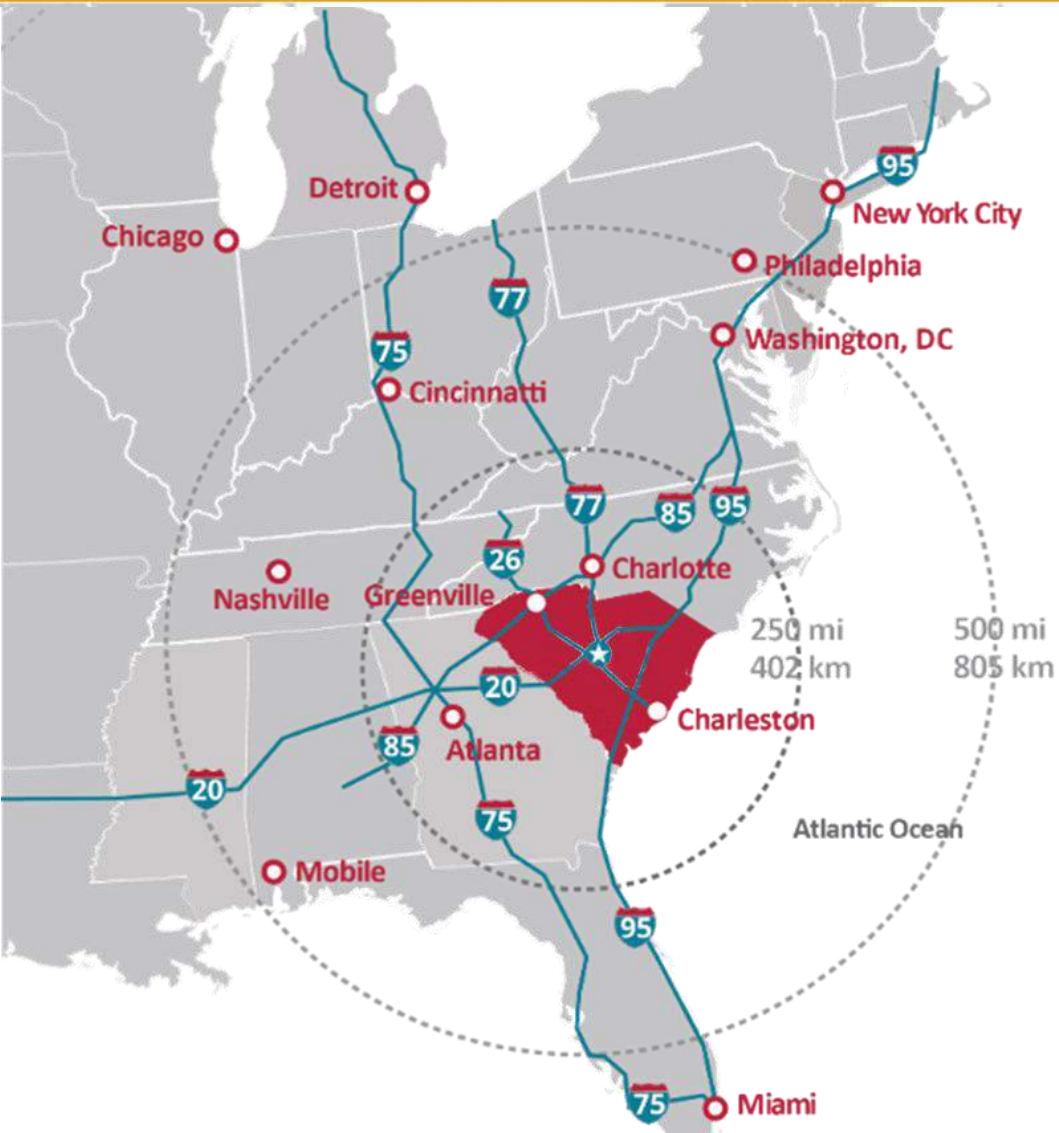 95
Detroit
New York City
Chicago
Philadelphia
77
Washington, DC
75
Cincinnatti
77
85
95
26
Charlotte
Nashville
Greenville
250 mi
402 km
500 mi
805 km
20
Charleston
85
Atlanta
20
75
Atlantic Ocean
Mobile
95
75
Miami